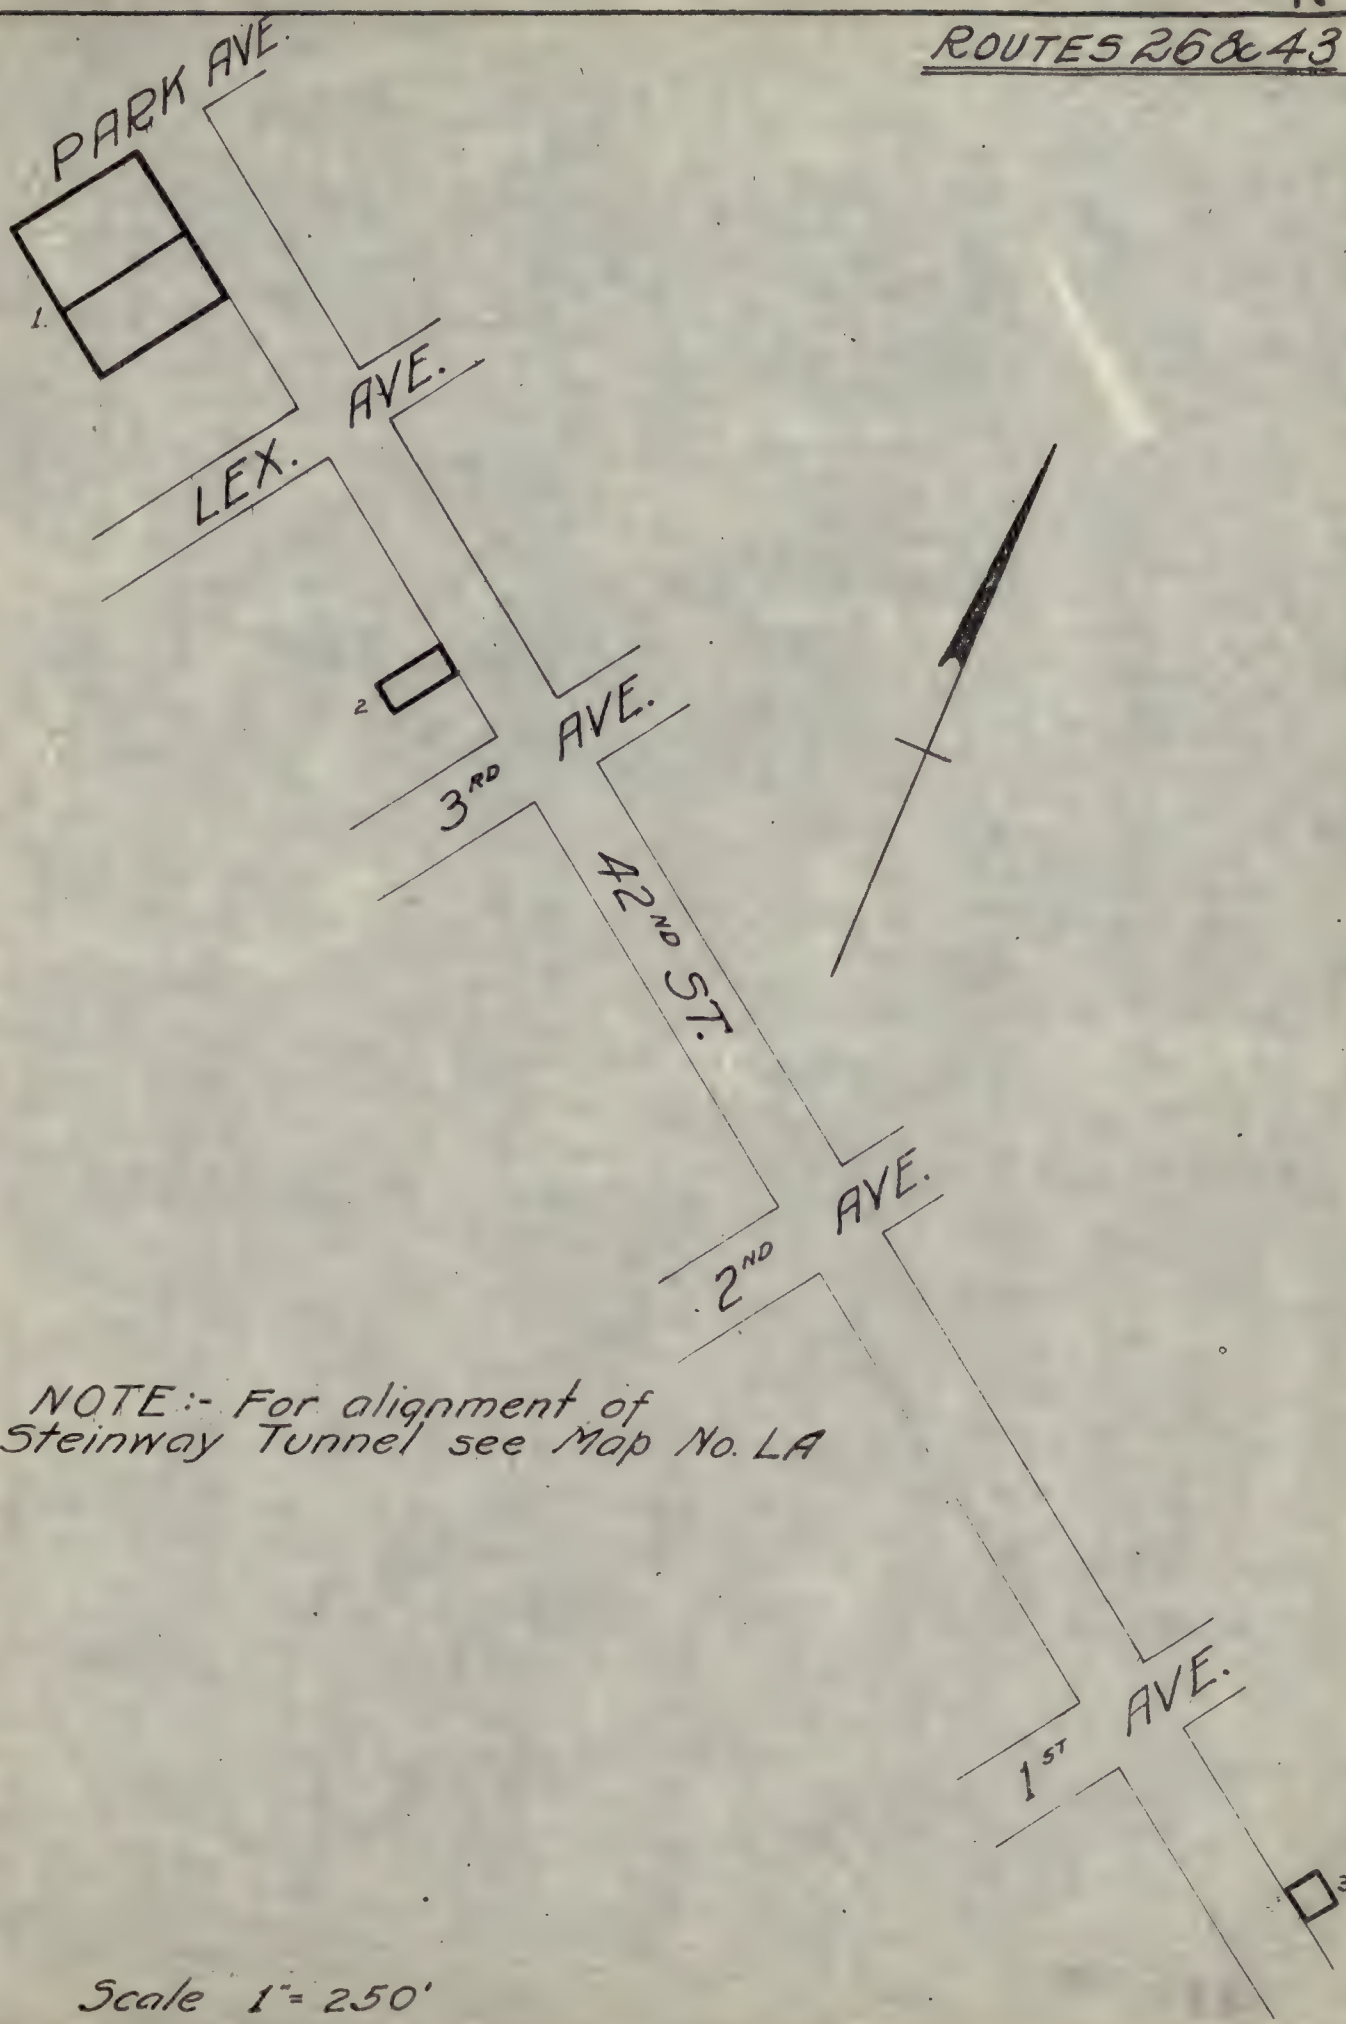 ROUTES 26 & 43
PARK AVE.
1.
LEX. AVE.
2
3RD AVE.
42ND ST.
2ND AVE.
NOTE:- For alignment of
Steinway Tunnel see Map No. LA
1ST AVE.
3
Scale 1"= 250'